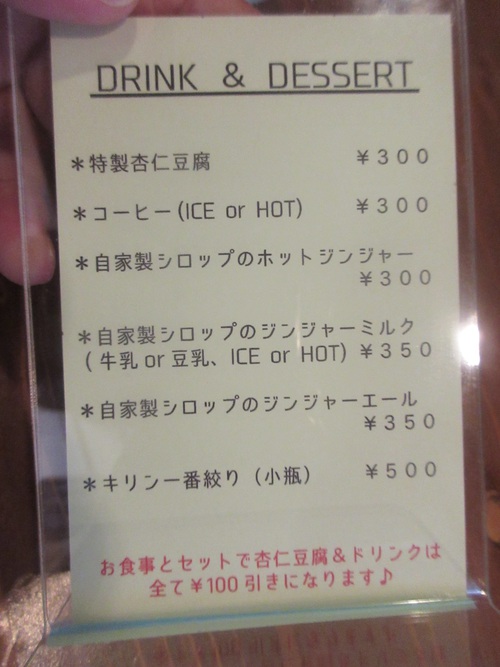 DRINK & DESSERT
＊特製杏仁豆腐 ￥３００
＊コーヒー(ICE or HOT) ￥３００
＊自家製シロップのホットジンジャー
￥３００
＊自家製シロップのジンジャーミルク
(牛乳 or 豆乳、ICE or HOT) ￥３５０
＊自家製シロップのジンジャーエール
￥３５０
＊キリン一番絞り（小瓶） ￥５００
お食事とセットで杏仁豆腐＆ドリンクは
全て￥100引きになります♪